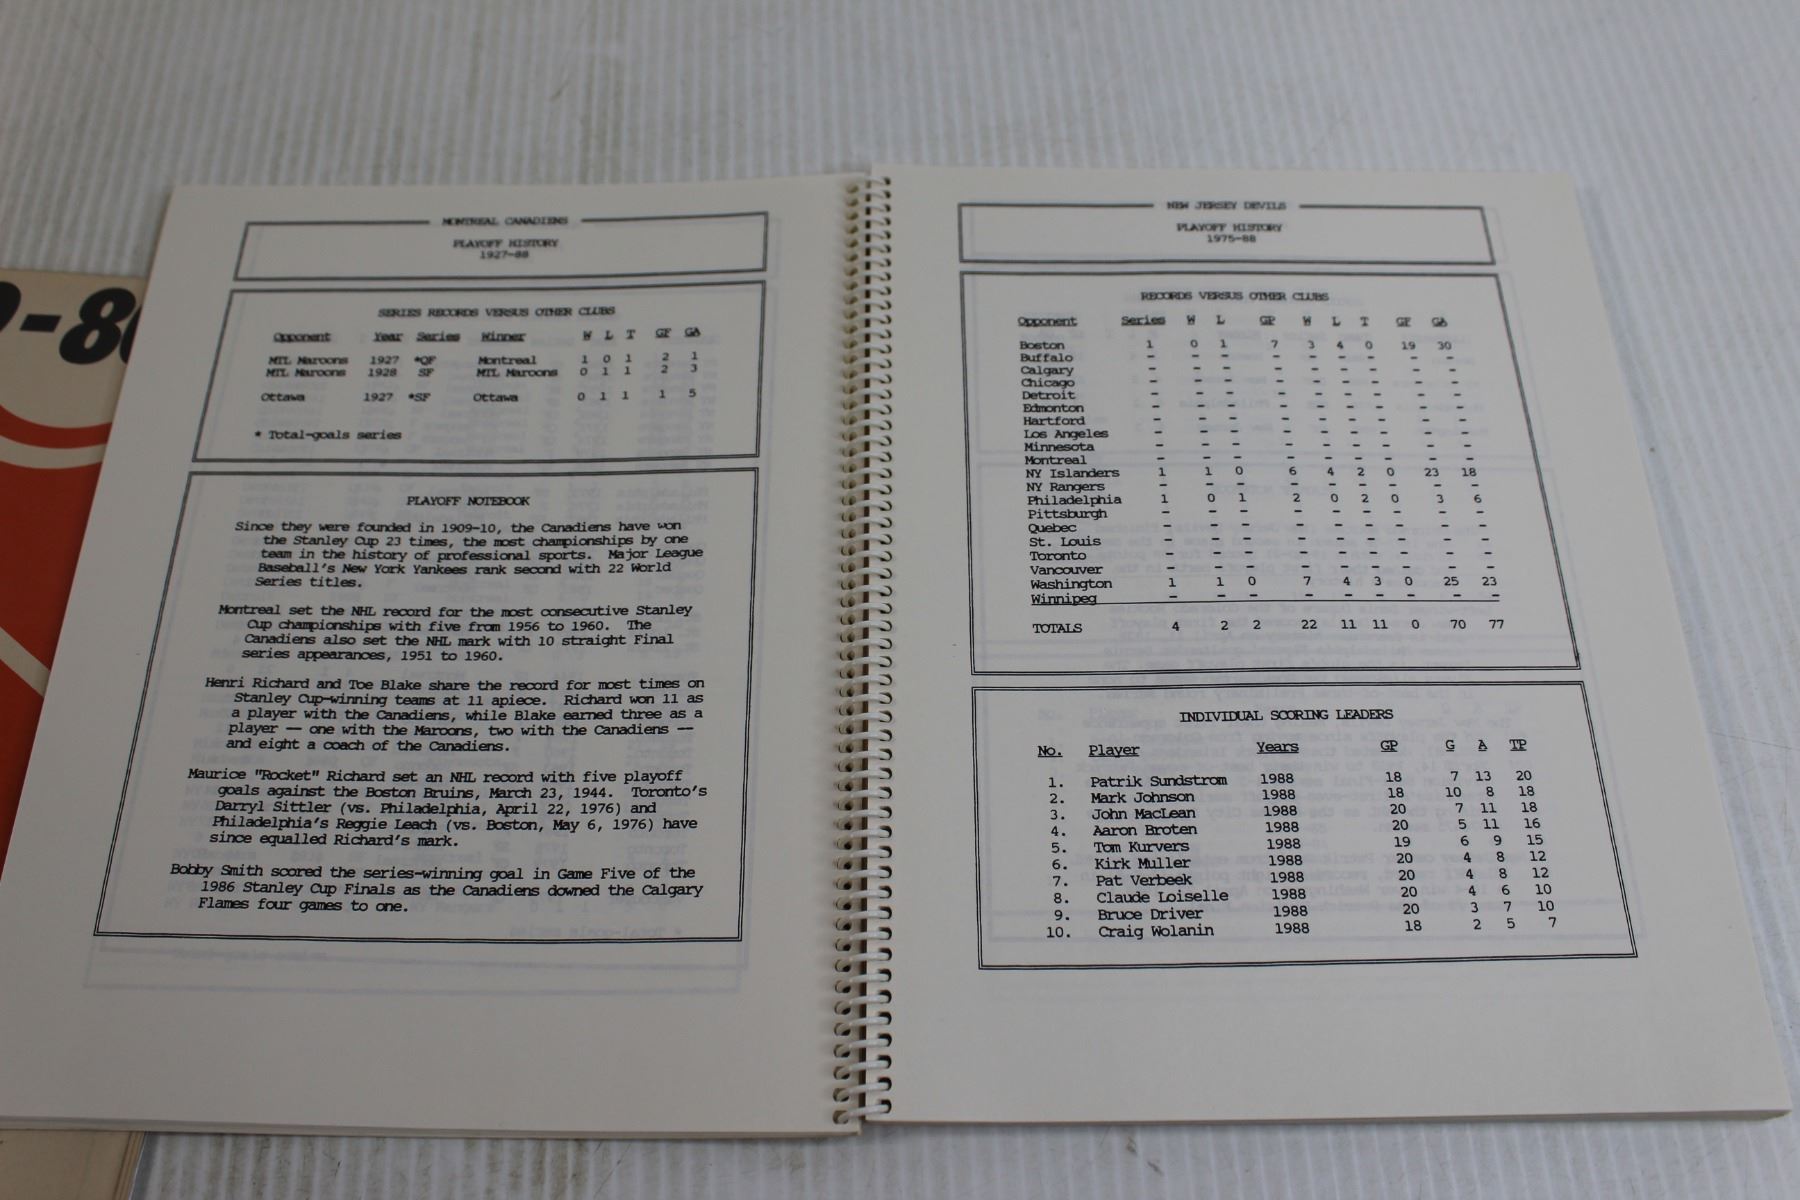 9-8
MONTREAL CANADIENS
PLAYOFF HISTORY
1927-88
SERIES RECORDS VERSUS OTHER CLUBS
Opponent Year Series Winner W L T GF GA
MTL Maroons 1927 *QF Montreal 1 0 1 2 1
MTL Maroons 1928 SF MTL Maroons 0 1 1 2 3
Ottawa 1927 *SF Ottawa 0 1 1 1 5
* Total-goals series
PLAYOFF NOTEBOOK
Since they were founded in 1909-10, the Canadiens have won
the Stanley Cup 23 times, the most championships by one
team in the history of professional sports. Major League
Baseball's New York Yankees rank second with 22 World
Series titles.
Montreal set the NHL record for the most consecutive Stanley
Cup championships with five from 1956 to 1960. The
Canadiens also set the NHL mark with 10 straight Final
series appearances, 1951 to 1960.
Henri Richard and Toe Blake share the record for most times on
Stanley Cup-winning teams at 11 apiece. Richard won 11 as
a player with the Canadiens, while Blake earned three as a
player -- one with the Maroons, two with the Canadiens --
and eight a coach of the Canadiens.
Maurice "Rocket" Richard set an NHL record with five playoff
goals against the Boston Bruins, March 23, 1944. Toronto's
Darryl Sittler (vs. Philadelphia, April 22, 1976) and
Philadelphia's Reggie Leach (vs. Boston, May 6, 1976) have
since equalled Richard's mark.
Bobby Smith scored the series-winning goal in Game Five of the
1986 Stanley Cup Finals as the Canadiens downed the Calgary
Flames four games to one.
NEW JERSEY DEVILS
PLAYOFF HISTORY
1975-88
RECORDS VERSUS OTHER CLUBS
Opponent Series W L GP W L T GF GA
Boston 1 0 1 7 3 4 0 19 30
Buffalo - - - - - - - - -
Calgary - - - - - - - - -
Chicago - - - - - - - - -
Detroit - - - - - - - - -
Edmonton - - - - - - - - -
Hartford - - - - - - - - -
Los Angeles - - - - - - - - -
Minnesota - - - - - - - - -
Montreal - - - - - - - - -
NY Islanders 1 1 0 6 4 2 0 23 18
NY Rangers - - - - - - - - -
Philadelphia 1 0 1 2 0 2 0 3 6
Pittsburgh - - - - - - - - -
Quebec - - - - - - - - -
St. Louis - - - - - - - - -
Toronto - - - - - - - - -
Vancouver - - - - - - - - -
Washington 1 1 0 7 4 3 0 25 23
Winnipeg - - - - - - - - -
TOTALS 4 2 2 22 11 11 0 70 77
INDIVIDUAL SCORING LEADERS
No. Player Years GP G A TP
1. Patrik Sundstrom 1988 18 7 13 20
2. Mark Johnson 1988 18 10 8 18
3. John MacLean 1988 20 7 11 18
4. Aaron Broten 1988 20 5 11 16
5. Tom Kurvers 1988 19 6 9 15
6. Kirk Muller 1988 20 4 8 12
7. Pat Verbeek 1988 20 4 8 12
8. Claude Loiselle 1988 20 4 6 10
9. Bruce Driver 1988 20 3 7 10
10. Craig Wolanin 1988 18 2 5 7